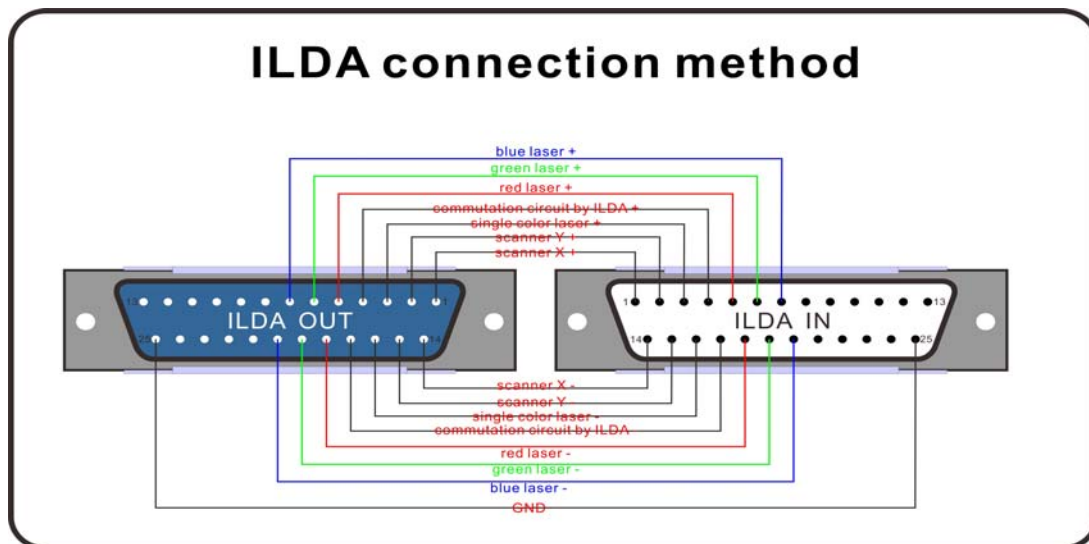 ILDA connection method
blue laser +
green laser +
red laser +
commutation circuit by ILDA +
single color laser +
scanner Y +
scanner X +
13 1 1 13
ILDA OUT ILDA IN
25 14 14 25
scanner X -
scanner Y -
single color laser -
commutation circuit by ILDA -
red laser -
green laser -
blue laser -
GND